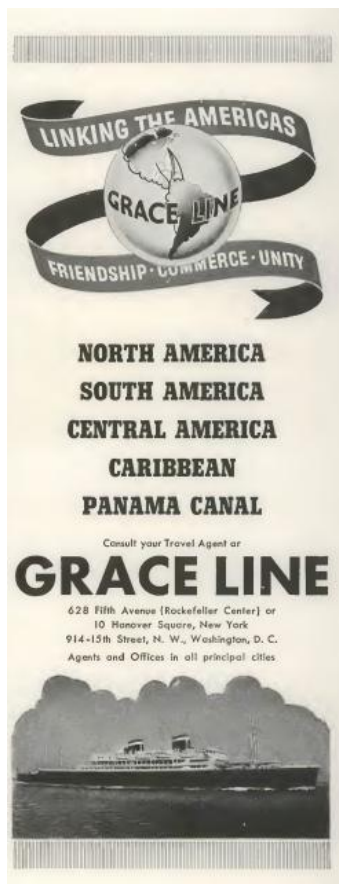 LINKING THE AMERICAS
GRACE LINE
FRIENDSHIP · COMMERCE · UNITY
NORTH AMERICA
SOUTH AMERICA
CENTRAL AMERICA
CARIBBEAN
PANAMA CANAL
Consult your Travel Agent or
GRACE LINE
628 Fifth Avenue (Rockefeller Center) or
10 Hanover Square, New York
914-15th Street, N. W., Washington, D. C.
Agents and Offices in all principal cities